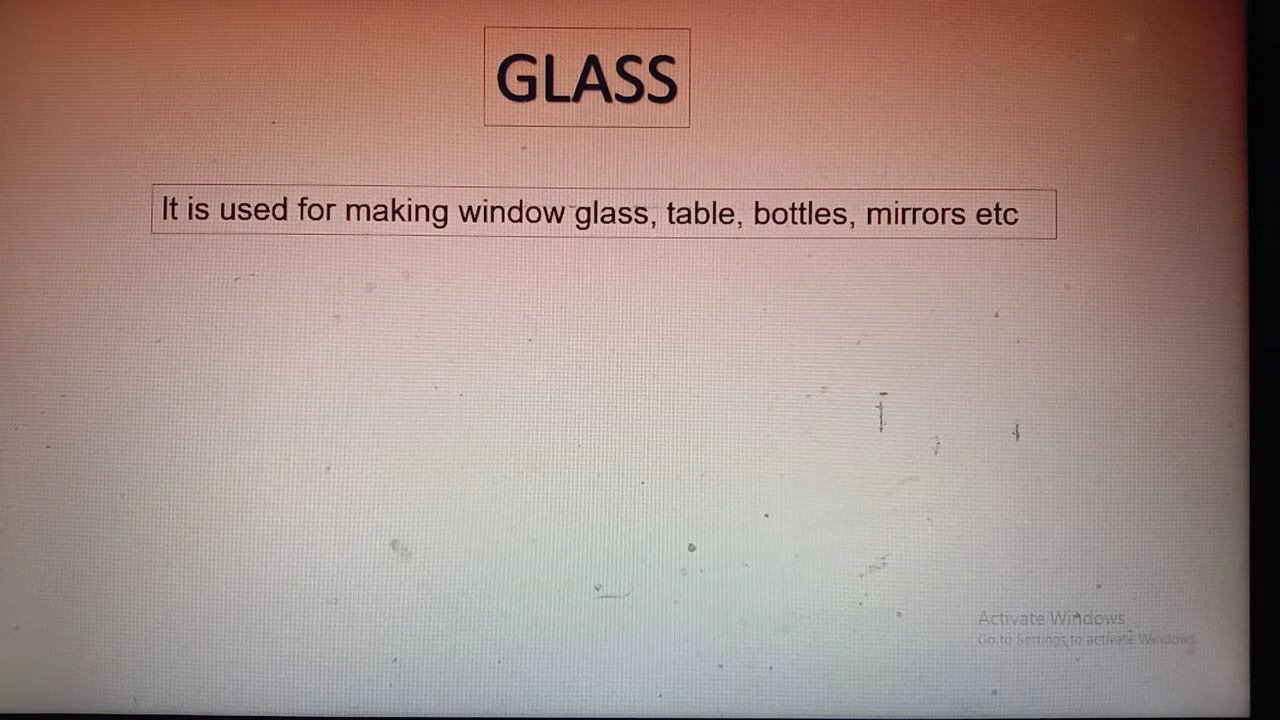 GLASS
It is used for making window glass, table, bottles, mirrors etc
Activate Windows
Go to Settings to activate Windows.